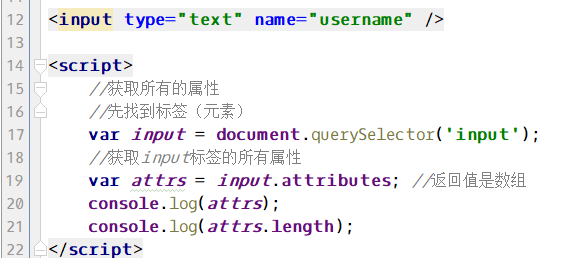 12 <input type="text" name="username" />
13
14 <script>
15 //获取所有的属性
16 //先找到标签（元素）
17 var input = document.querySelector('input');
18 //获取input标签的所有属性
19 var attrs = input.attributes; //返回值是数组
20 console.log(attrs);
21 console.log(attrs.length);
22 </script>